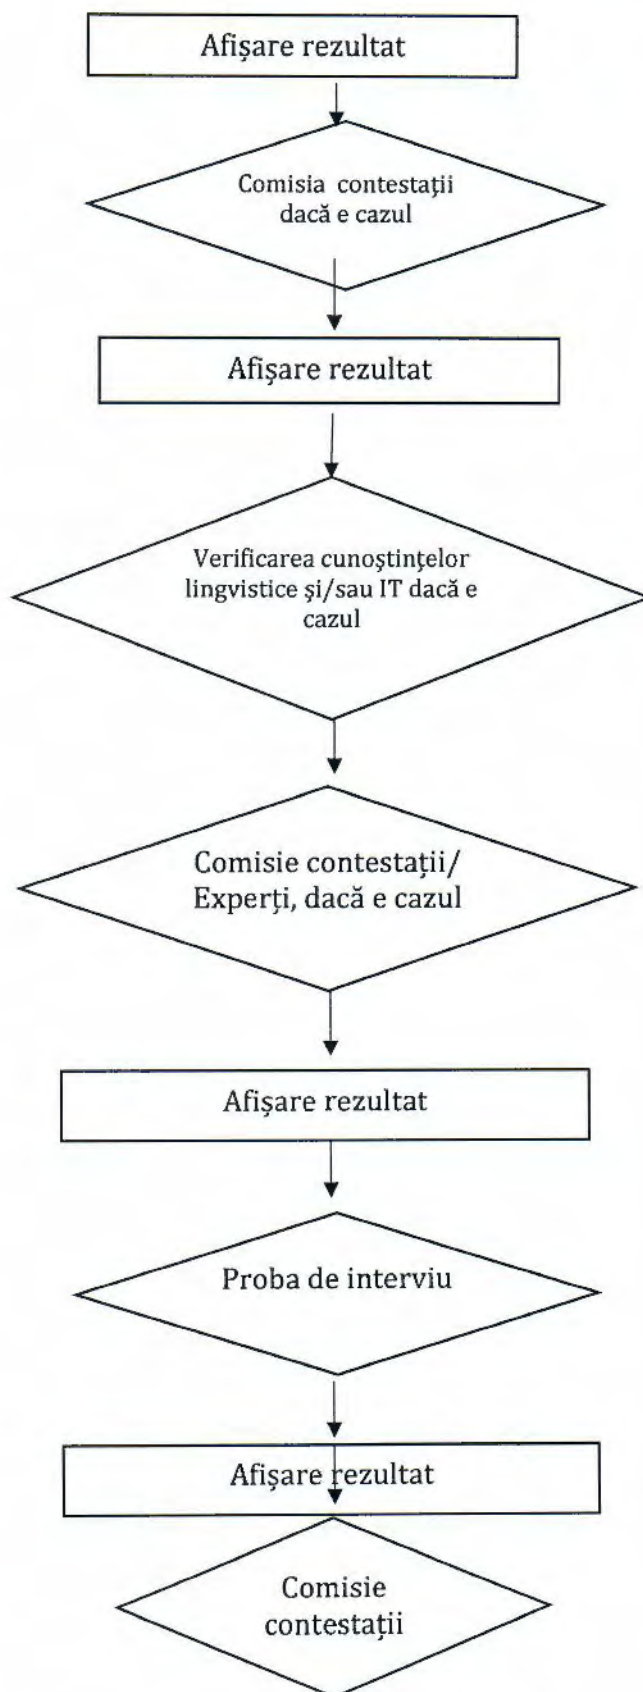 Afişare rezultat
Comisia contestaţii
dacă e cazul
Afişare rezultat
Verificarea cunoştinţelor
lingvistice şi/sau IT dacă e
cazul
Comisie contestaţii/
Experţi, dacă e cazul
Afişare rezultat
Proba de interviu
Afişare rezultat
Comisie
contestaţii